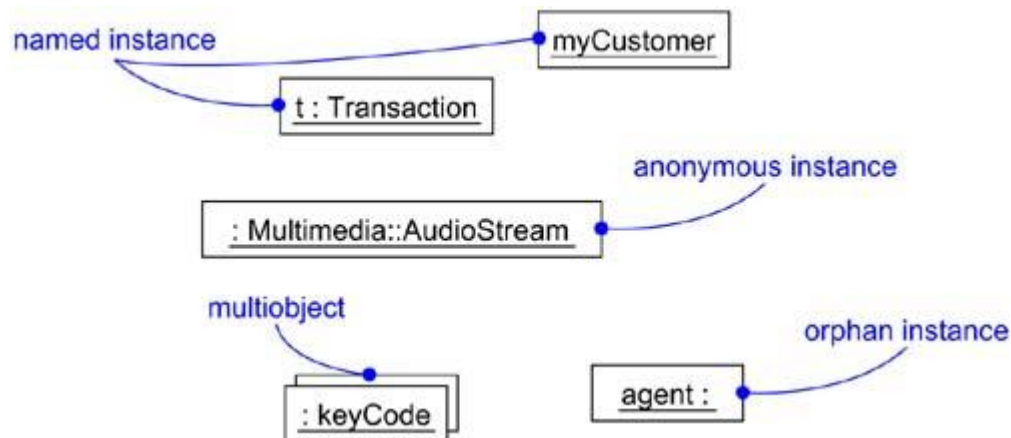 named instance
myCustomer
t : Transaction
anonymous instance
: Multimedia::AudioStream
multiobject
orphan instance
: keyCode
agent :